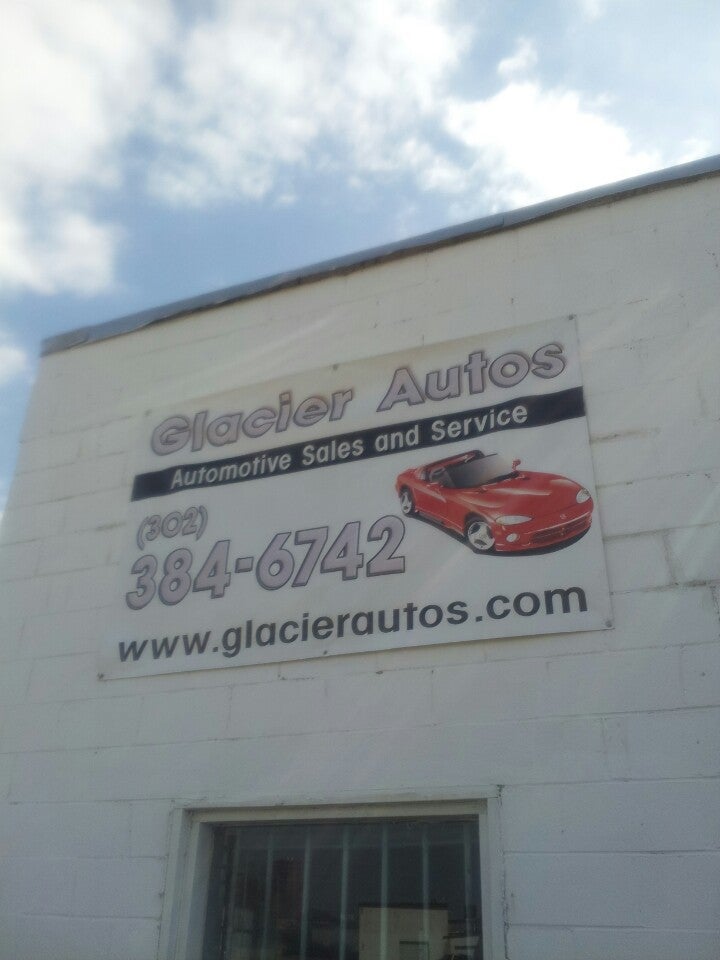 Glacier Autos
Automotive Sales and Service
(302)
384-6742
www.glacierautos.com